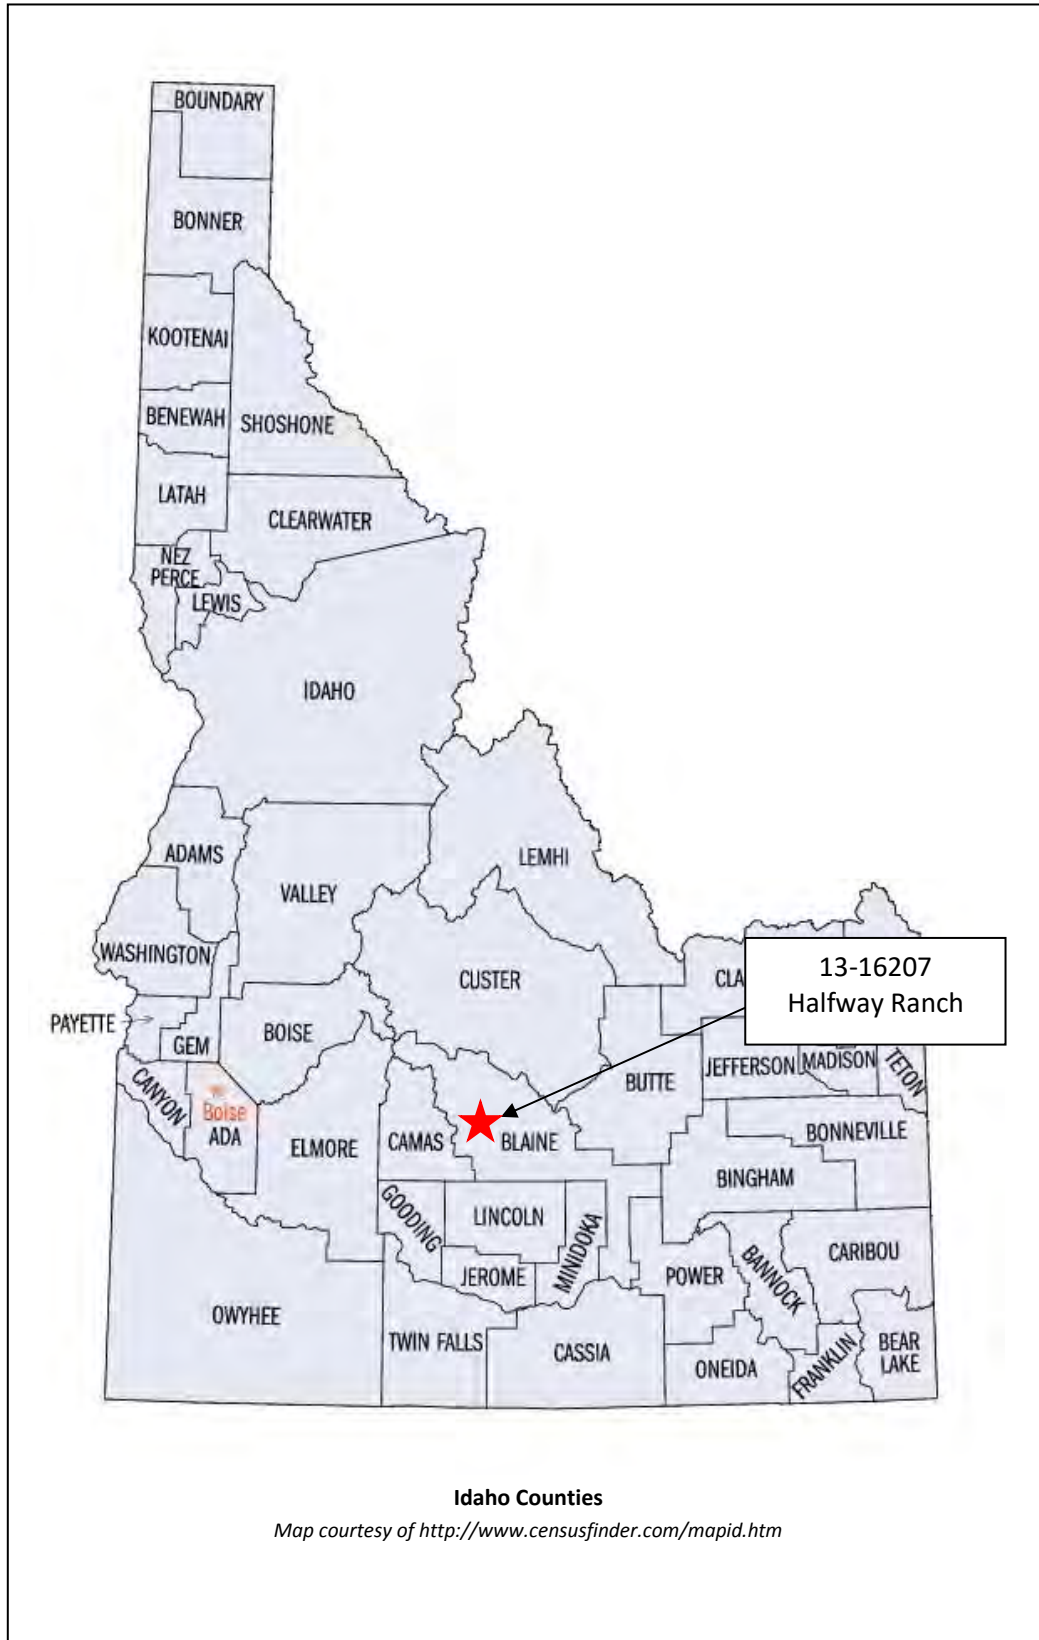 BOUNDARY
BONNER
KOOTENAI
BENEWAH
SHOSHONE
LATAH
CLEARWATER
NEZ
PERCE
LEWIS
IDAHO
ADAMS
LEMHI
VALLEY
WASHINGTON
CUSTER
CLA
13-16207
Halfway Ranch
PAYETTE
GEM
BOISE
BUTTE
JEFFERSON
MADISON
TETON
CANYON
Boise
ADA
ELMORE
CAMAS
BLAINE
BONNEVILLE
BINGHAM
GOODING
LINCOLN
MINIDOKA
JEROME
POWER
BANNOCK
CARIBOU
OWYHEE
TWIN FALLS
CASSIA
ONEIDA
FRANKLIN
BEAR
LAKE
Idaho Counties
Map courtesy of http://www.censusfinder.com/mapid.htm